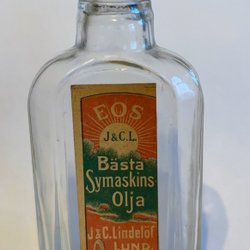 EOS
J.&C.L.
Bästa
Symaskins
Olja
J.&C. Lindelöf
LUND